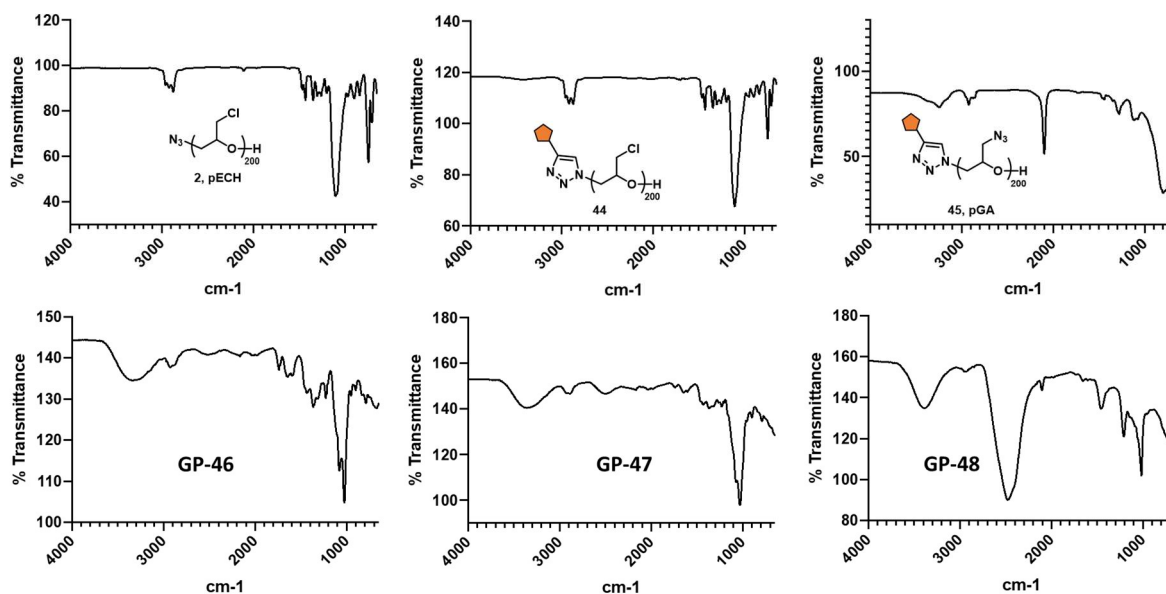 % Transmittance
120
100
80
60
40
Cl
N₃ ( O ) H
200
2, pECH
4000 3000 2000 1000
cm-1
% Transmittance
140
120
100
80
60
Cl
N N N ( O ) H
200
44
4000 3000 2000 1000
cm-1
% Transmittance
90
50
N₃
N N N ( O ) H
200
45, pGA
4000 3000 2000 1000
cm-1
% Transmittance
150
140
130
120
110
100
GP-46
4000 3000 2000 1000
cm-1
% Transmittance
180
160
140
120
100
GP-47
4000 3000 2000 1000
cm-1
% Transmittance
180
160
140
120
100
80
GP-48
4000 3000 2000 1000
cm-1